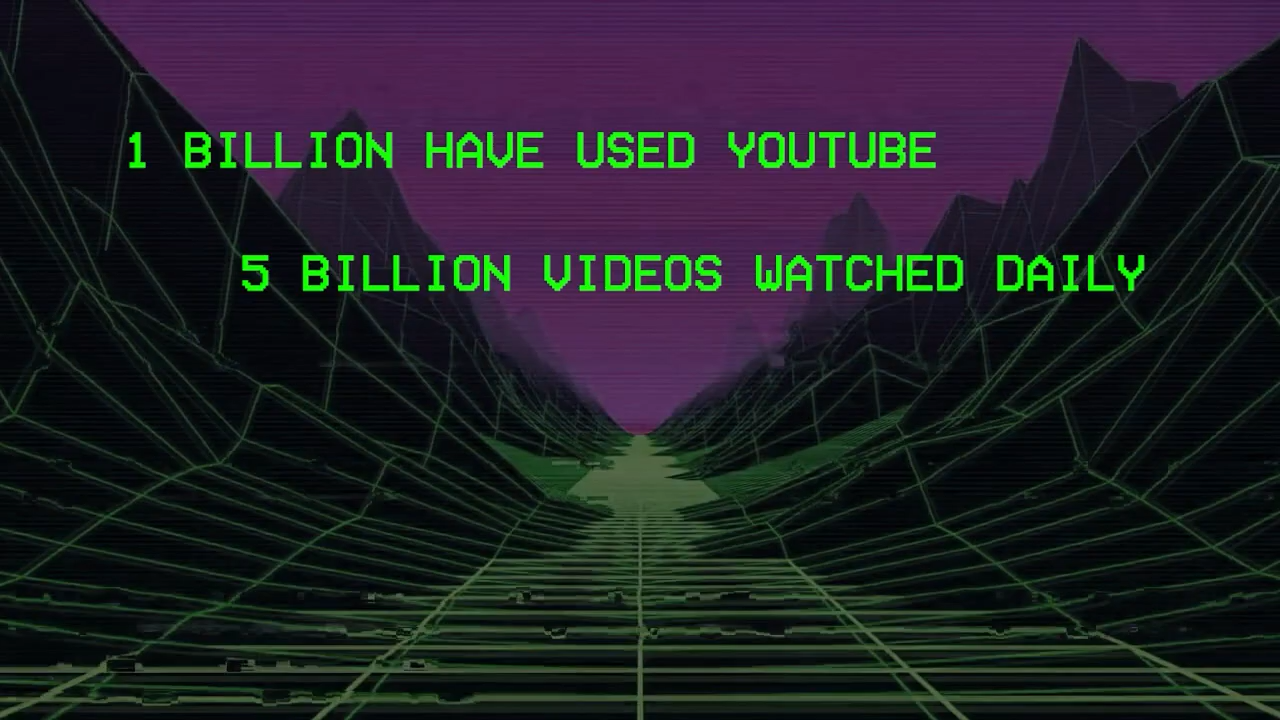 1 BILLION HAVE USED YOUTUBE
5 BILLION VIDEOS WATCHED DAILY